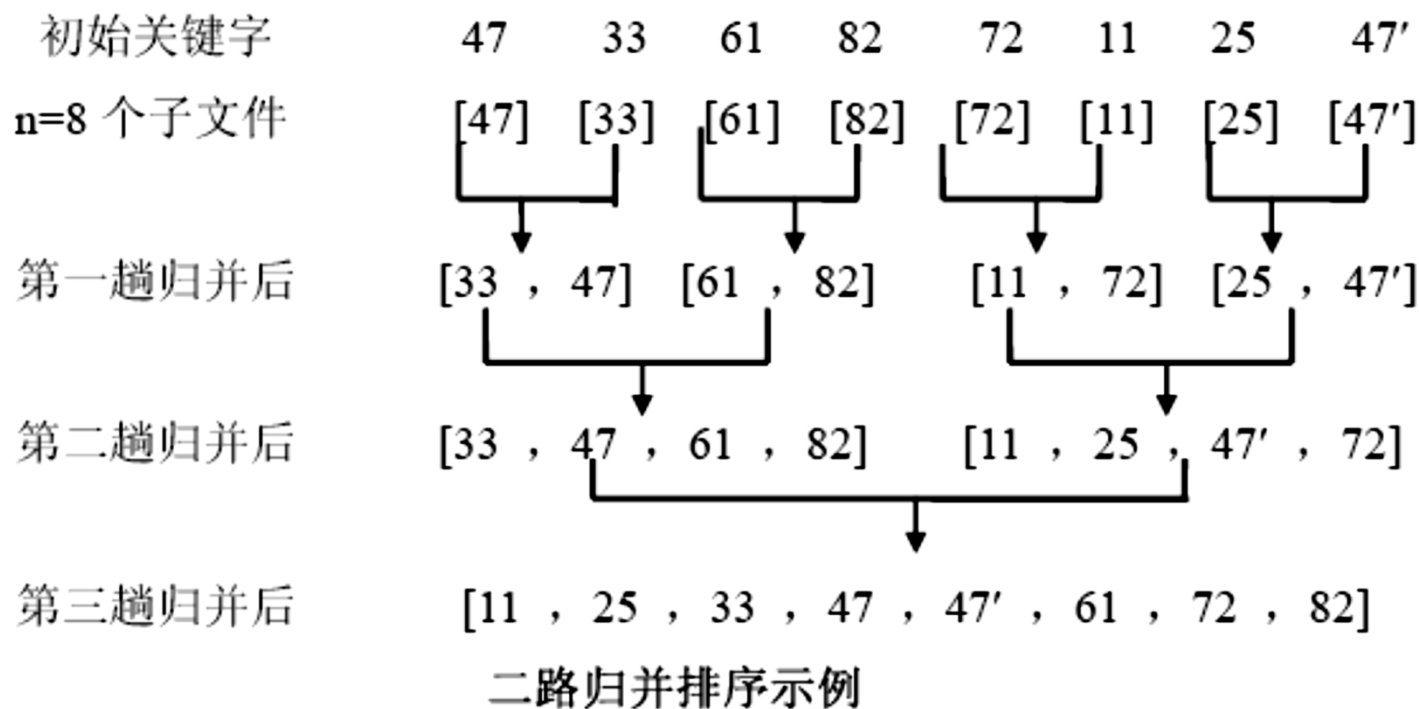 初始关键字 47 33 61 82 72 11 25 47′
n=8 个子文件 [47] [33] [61] [82] [72] [11] [25] [47′]
第一趟归并后 [33 , 47] [61 , 82] [11 , 72] [25 , 47′]
第二趟归并后 [33 , 47 , 61 , 82] [11 , 25 , 47′ , 72]
第三趟归并后 [11 , 25 , 33 , 47 , 47′ , 61 , 72 , 82]
二路归并排序示例